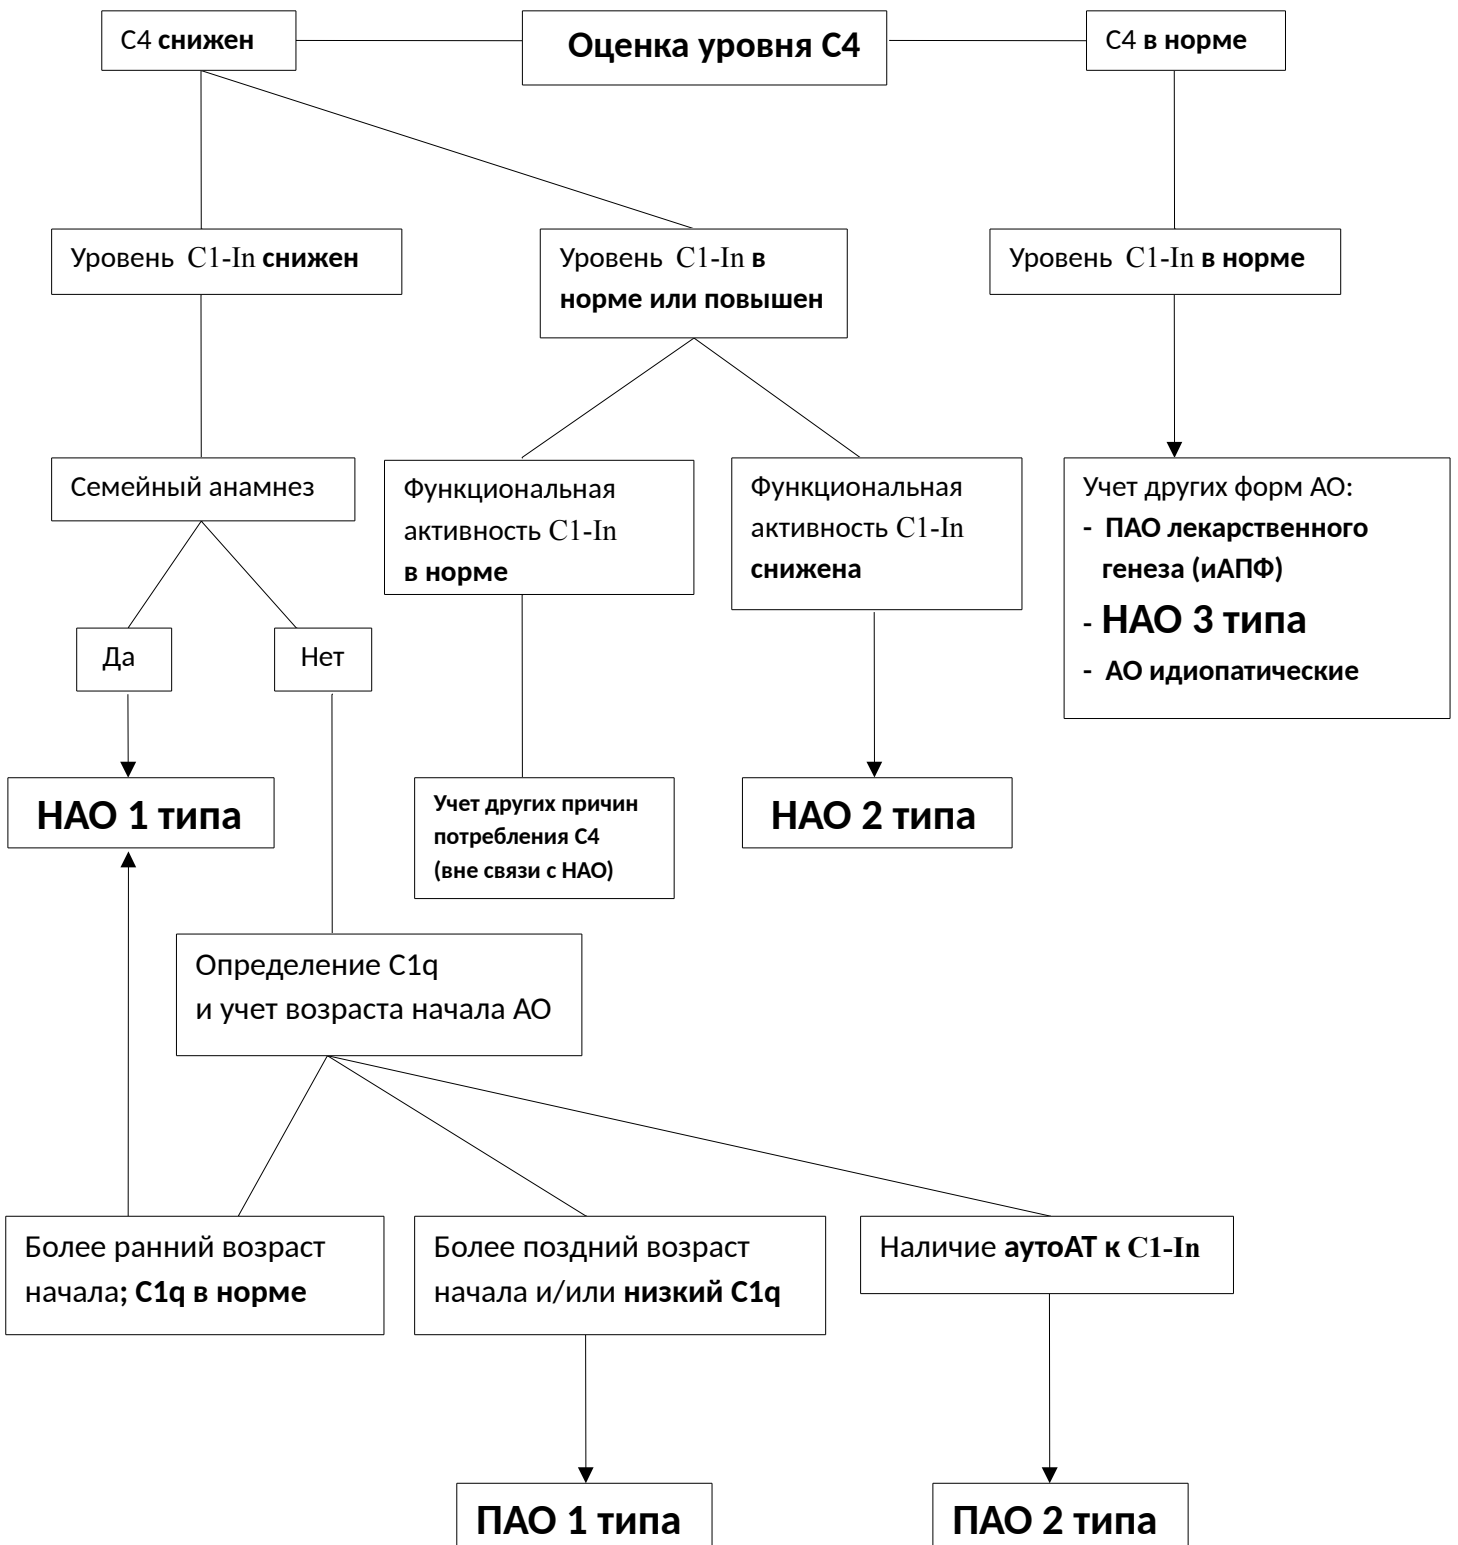 С4 снижен
Оценка уровня С4
С4 в норме
Уровень C1-In снижен
Уровень C1-In в
норме или повышен
Уровень C1-In в норме
Семейный анамнез
Функциональная
активность C1-In
в норме
Функциональная
активность C1-In
снижена
Учет других форм АО:
- ПАО лекарственного
генеза (иАПФ)
- НАО 3 типа
- АО идиопатические
Да
Нет
НАО 1 типа
Учет других причин
потребления С4
(вне связи с НАО)
НАО 2 типа
Определение C1q
и учет возраста начала АО
Более ранний возраст
начала; C1q в норме
Более поздний возраст
начала и/или низкий C1q
Наличие аутоАТ к C1-In
ПАО 1 типа
ПАО 2 типа